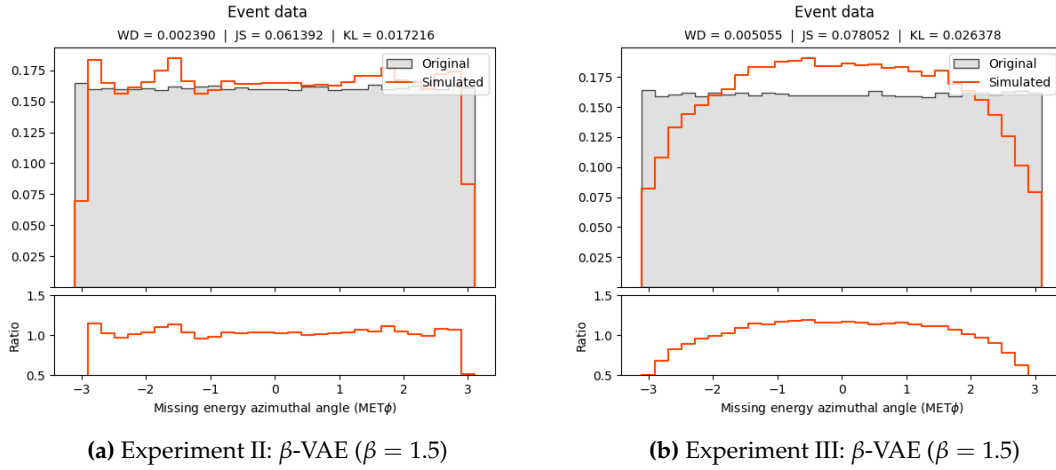 Event data
WD = 0.002390 | JS = 0.061392 | KL = 0.017216
Original
Simulated
0.175
0.150
0.125
0.100
0.075
0.050
0.025
1.5
1.0
0.5
Ratio
−3 −2 −1 0 1 2 3
Missing energy azimuthal angle (METϕ)
(a) Experiment II: β-VAE (β = 1.5)
Event data
WD = 0.005055 | JS = 0.078052 | KL = 0.026378
Original
Simulated
0.175
0.150
0.125
0.100
0.075
0.050
0.025
1.5
1.0
0.5
Ratio
−3 −2 −1 0 1 2 3
Missing energy azimuthal angle (METϕ)
(b) Experiment III: β-VAE (β = 1.5)